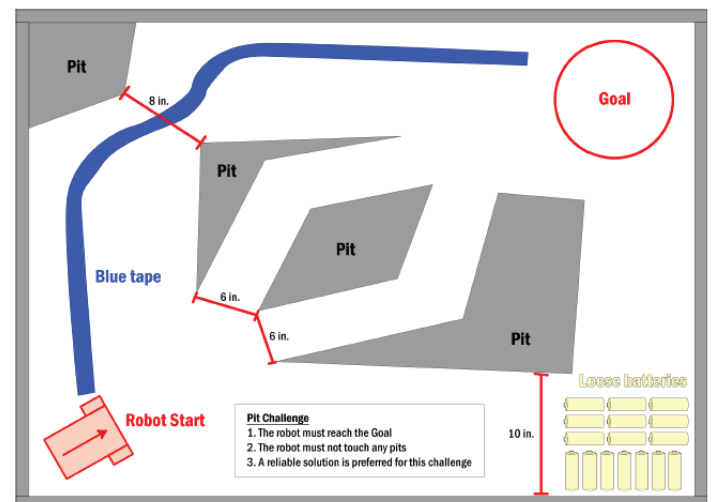 Pit
8 in.
Goal
Pit
Pit
Blue tape
6 in.
6 in.
Pit
Loose batteries
Robot Start
Pit Challenge
1. The robot must reach the Goal
2. The robot must not touch any pits
3. A reliable solution is preferred for this challenge
10 in.